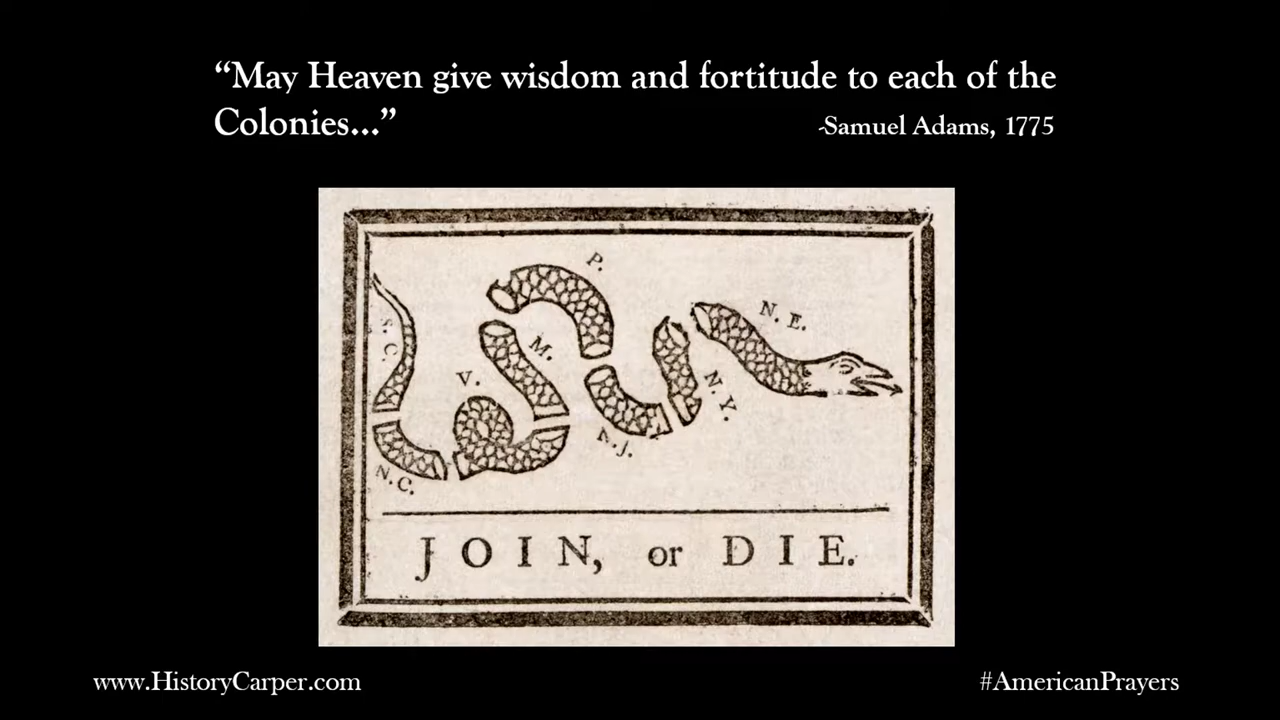 “May Heaven give wisdom and fortitude to each of the
Colonies...”
-Samuel Adams, 1775
P.
N. E.
S. C.
M.
V.
N. Y.
N. J.
N. C.
JOIN, or DIE.
www.HistoryCarper.com
#AmericanPrayers